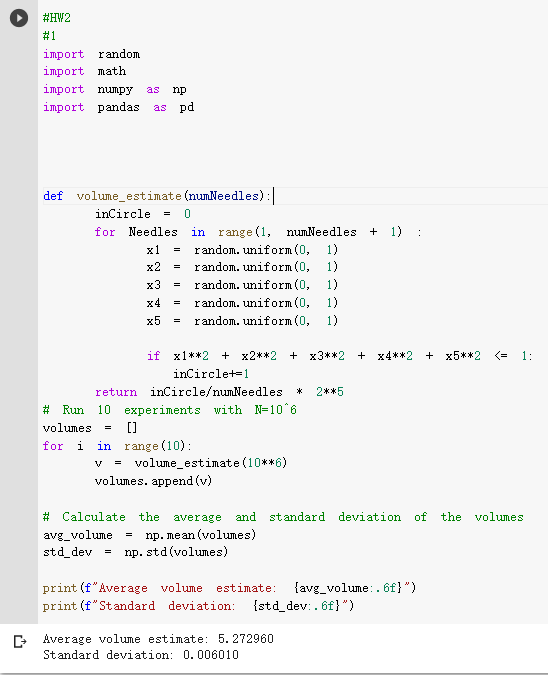 #HW2
#1
import random
import math
import numpy as np
import pandas as pd
def volume_estimate(numNeedles):
inCircle = 0
for Needles in range(1, numNeedles + 1) :
x1 = random.uniform(0, 1)
x2 = random.uniform(0, 1)
x3 = random.uniform(0, 1)
x4 = random.uniform(0, 1)
x5 = random.uniform(0, 1)
if x1**2 + x2**2 + x3**2 + x4**2 + x5**2 <= 1:
inCircle+=1
return inCircle/numNeedles * 2**5
# Run 10 experiments with N=10^6
volumes = []
for i in range(10):
v = volume_estimate(10**6)
volumes.append(v)
# Calculate the average and standard deviation of the volumes
avg_volume = np.mean(volumes)
std_dev = np.std(volumes)
print(f"Average volume estimate: {avg_volume:.6f}")
print(f"Standard deviation: {std_dev:.6f}")
Average volume estimate: 5.272960
Standard deviation: 0.006010